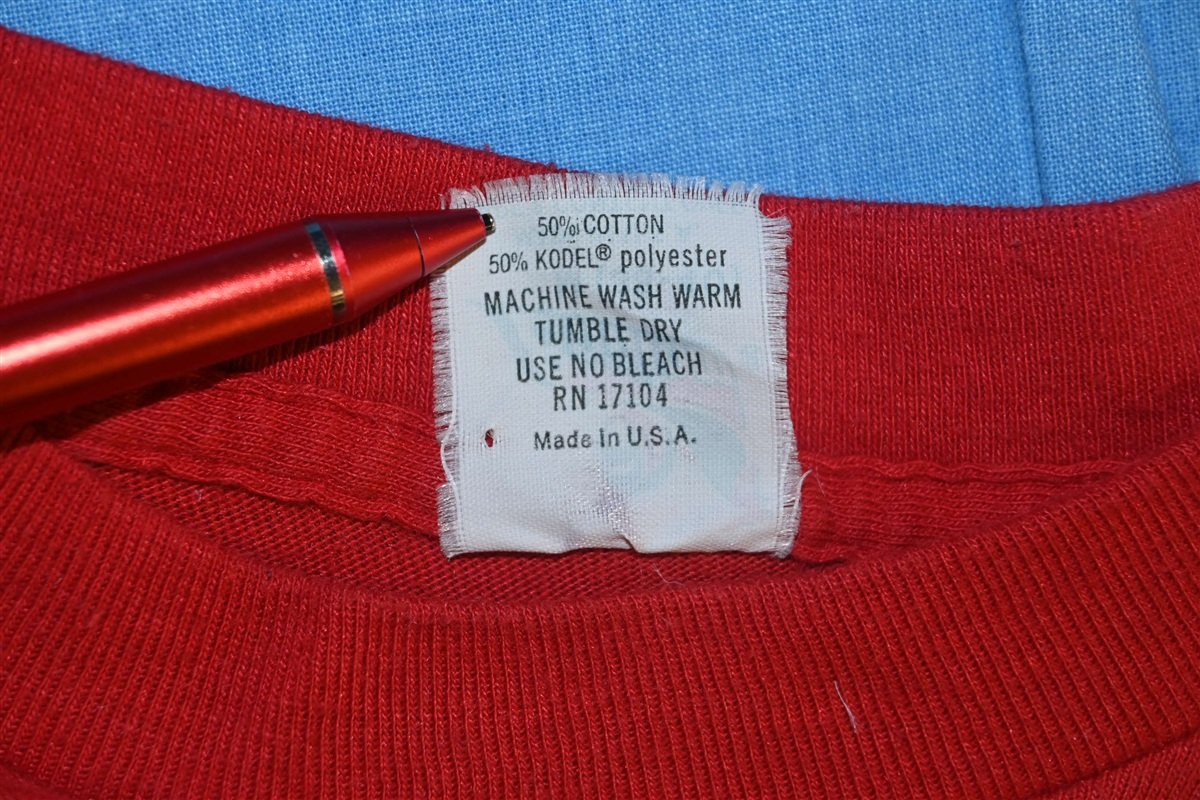 50% COTTON
50% KODEL® polyester
MACHINE WASH WARM
TUMBLE DRY
USE NO BLEACH
RN 17104
Made In U.S.A.